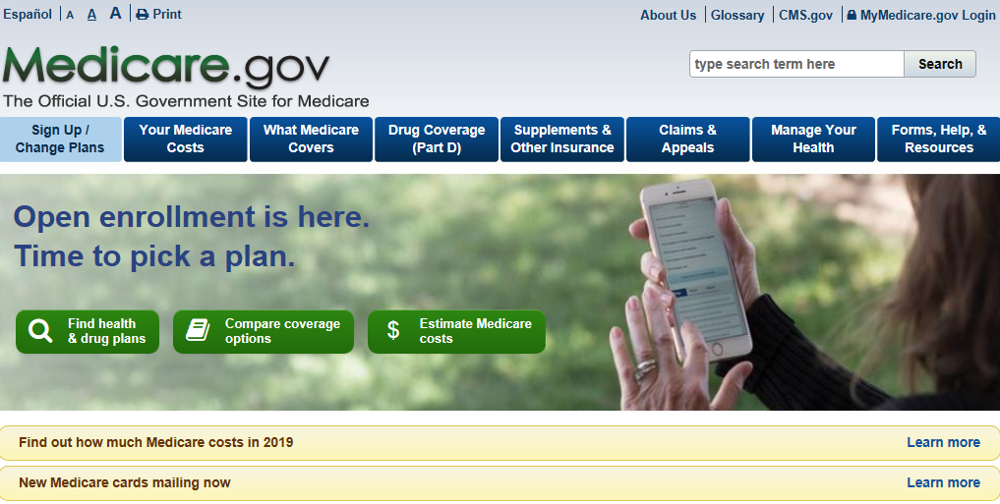 Español A A A Print About Us Glossary CMS.gov MyMedicare.gov Login
Medicare.gov
type search term here Search
The Official U.S. Government Site for Medicare
Sign Up /
Change Plans
Your Medicare
Costs
What Medicare
Covers
Drug Coverage
(Part D)
Supplements &
Other Insurance
Claims &
Appeals
Manage Your
Health
Forms, Help, &
Resources
Open enrollment is here.
Time to pick a plan.
Find health
& drug plans
Compare coverage
options
$ Estimate Medicare
costs
Find out how much Medicare costs in 2019 Learn more
New Medicare cards mailing now Learn more